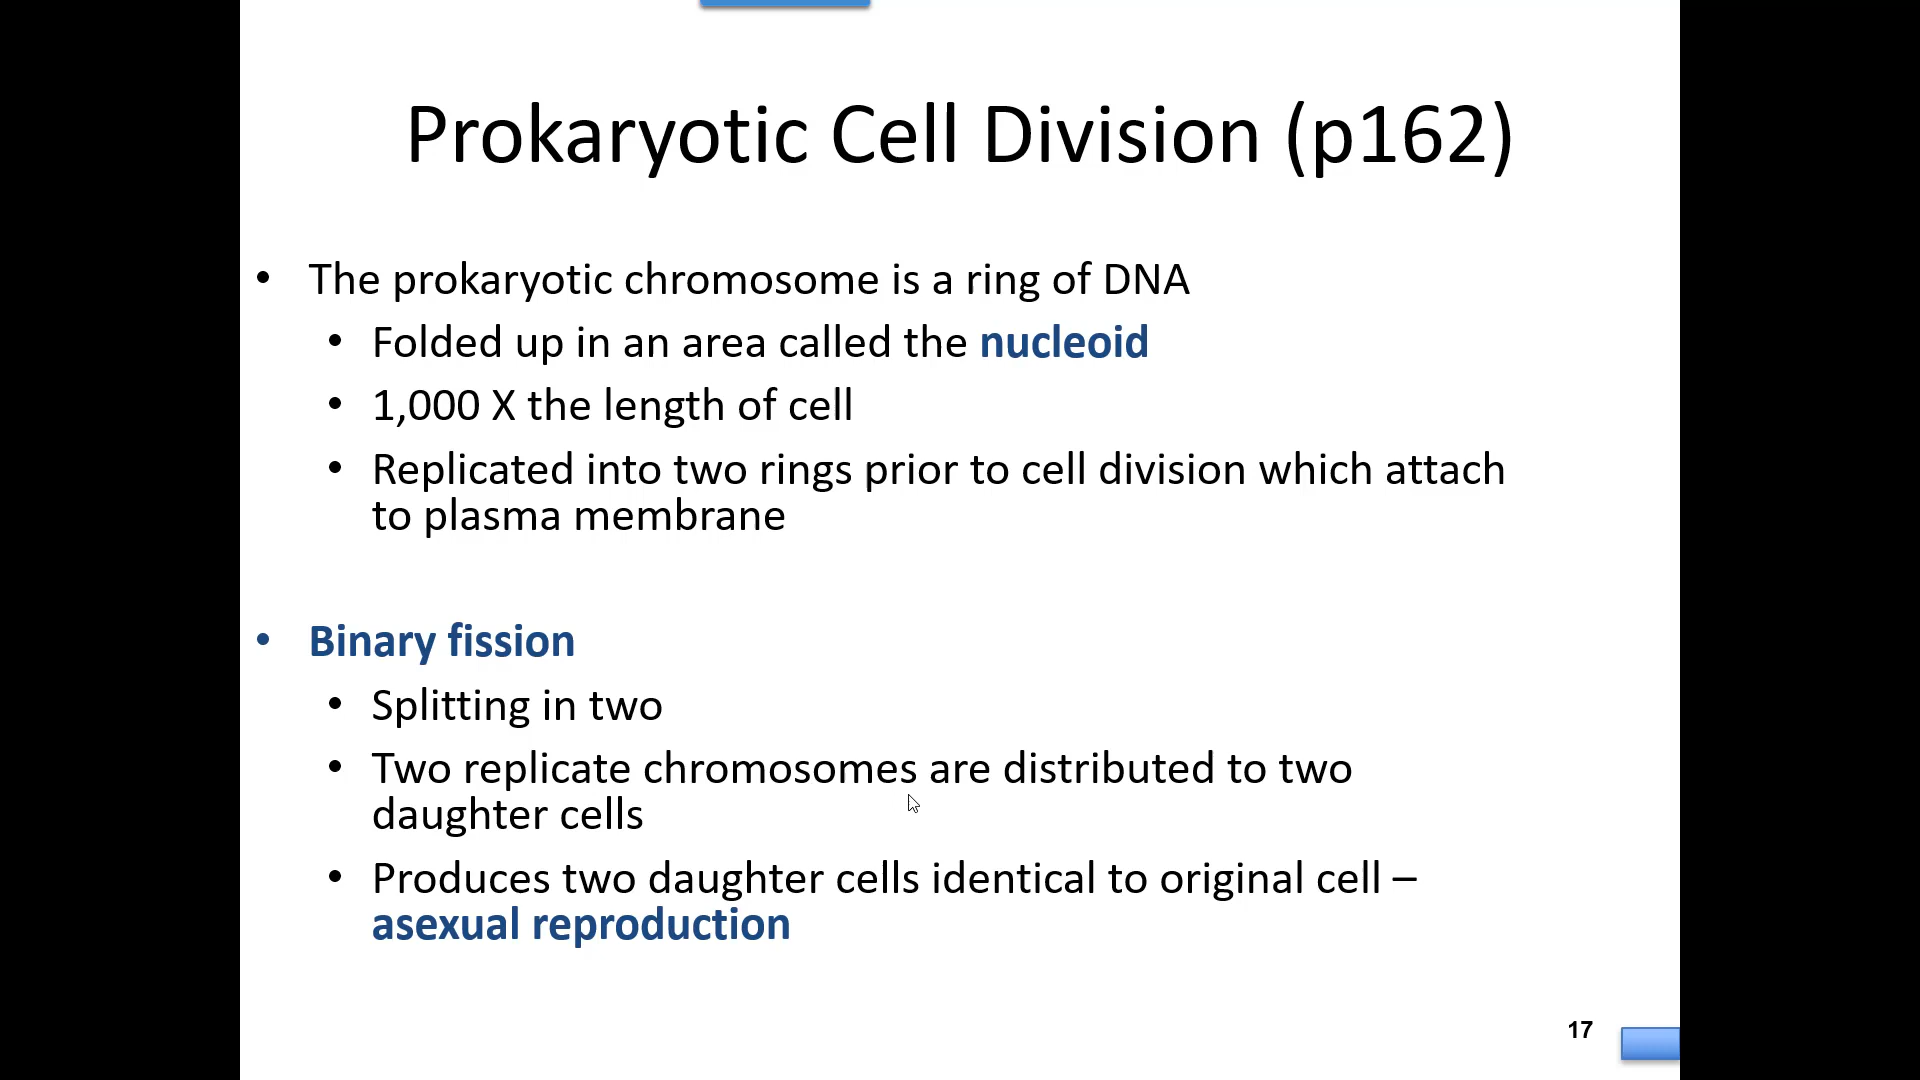 Prokaryotic Cell Division (p162)
• The prokaryotic chromosome is a ring of DNA
• Folded up in an area called the nucleoid
• 1,000 X the length of cell
• Replicated into two rings prior to cell division which attach
to plasma membrane
• Binary fission
• Splitting in two
• Two replicate chromosomes are distributed to two
daughter cells
• Produces two daughter cells identical to original cell –
asexual reproduction
17